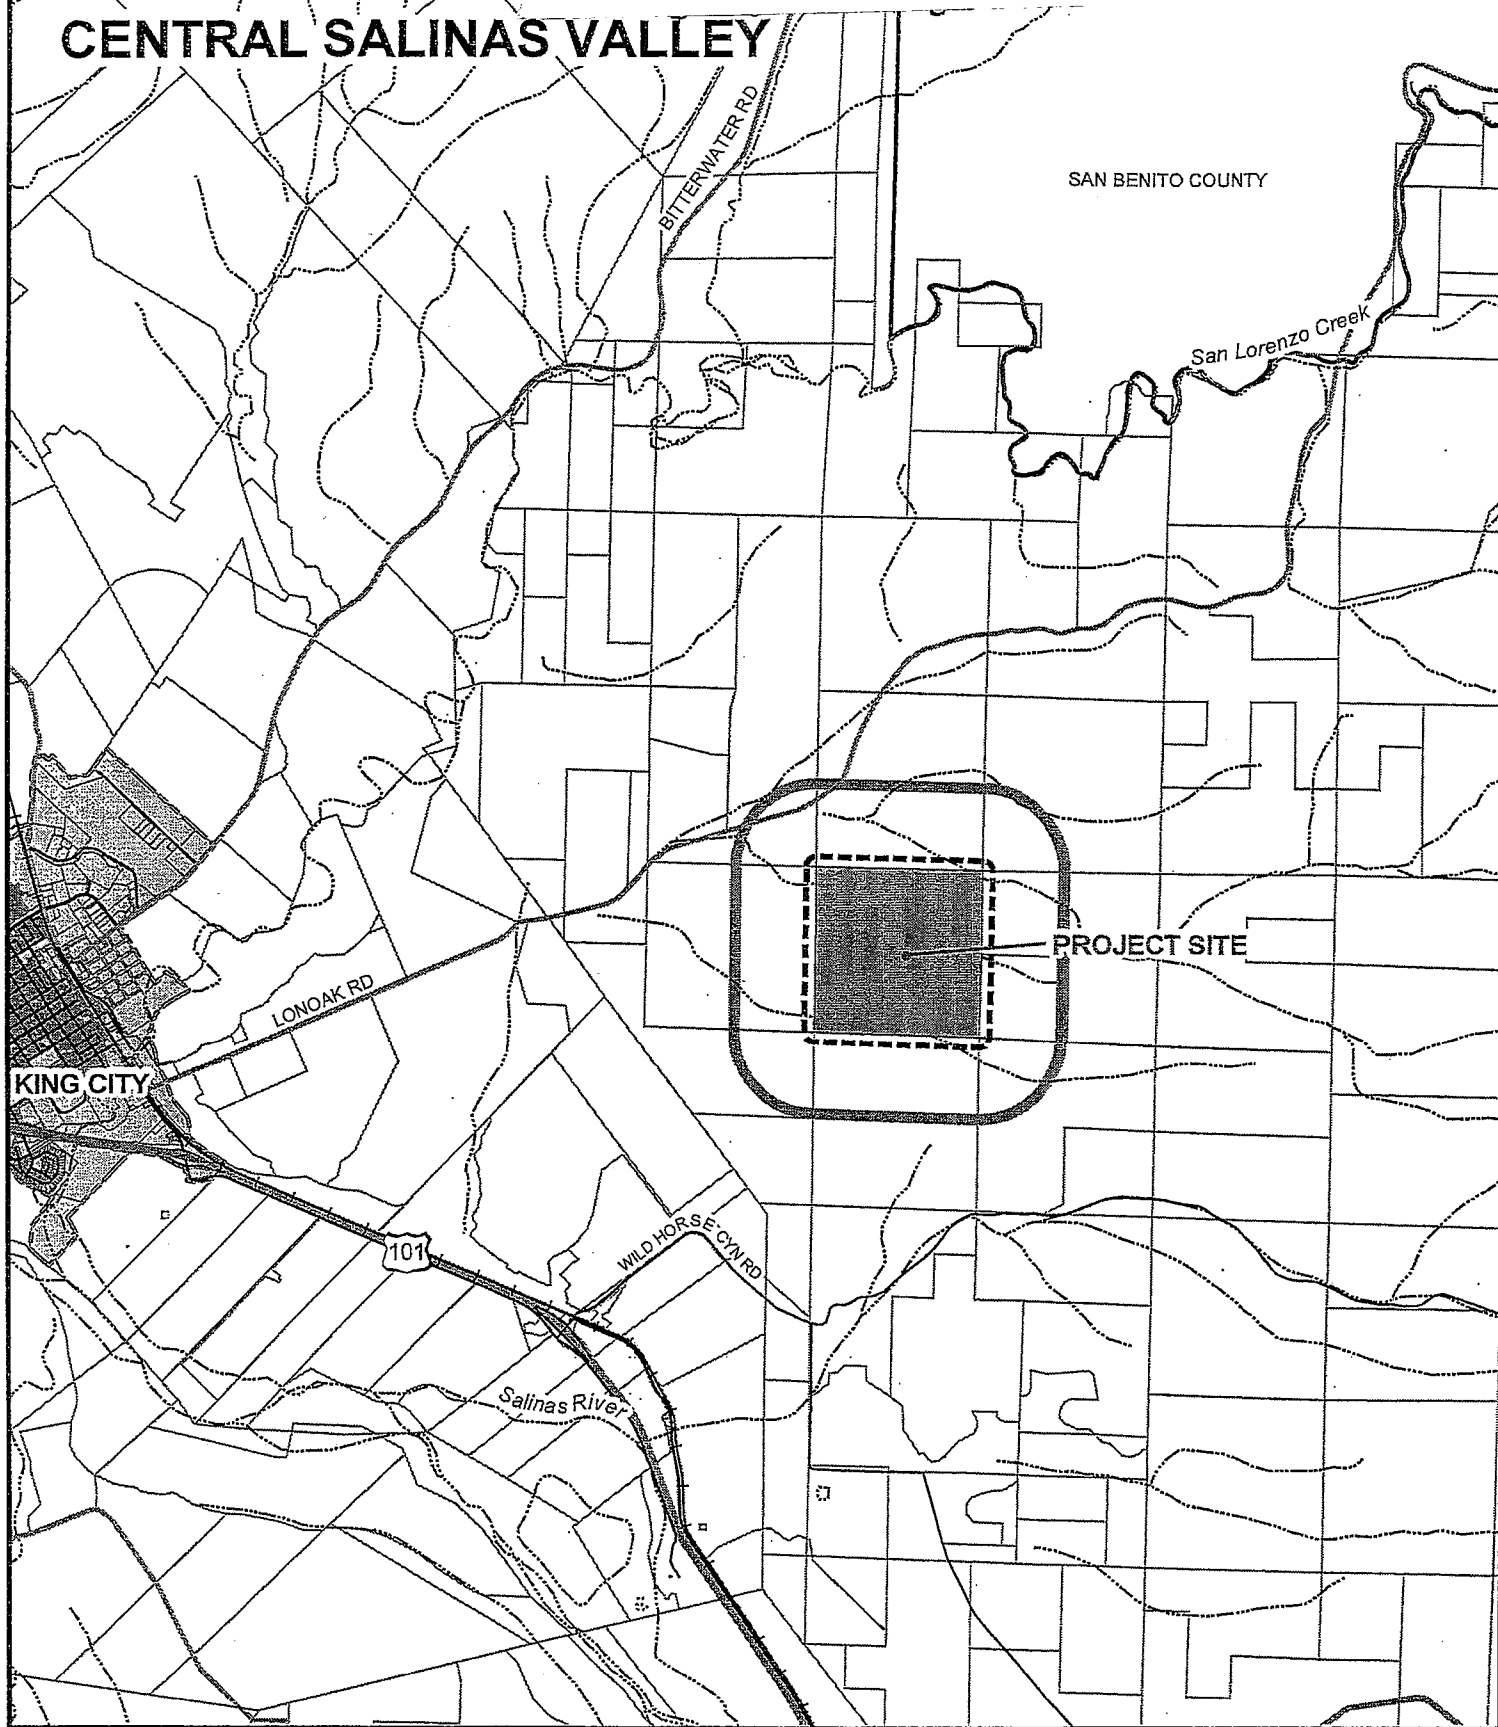 CENTRAL SALINAS VALLEY
BITTERWATER RD
SAN BENITO COUNTY
San Lorenzo Creek
PROJECT SITE
LONOAK RD
KING CITY
WILD HORSE CYN RD
101
Salinas River